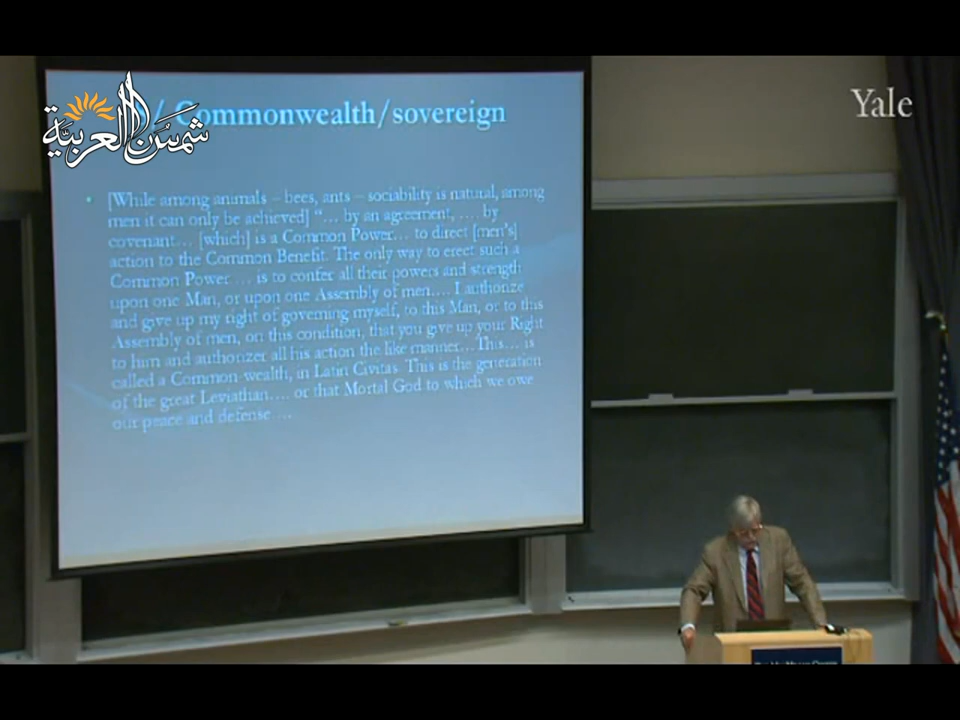 شمس العربية
Yale
/ Commonwealth/sovereign
• [While among animals – bees, ants – sociability is natural, among
men it can only be achieved] “… by an agreement, … by
covenant… [which] is a Common Power… to direct [men's]
action to the Common Benefit. The only way to erect such a
Common Power…. is to confer all their powers and strength
upon one Man, or upon one Assembly of men…. I authorize
and give up my right of governing myself, to this Man, or to this
Assembly of men, on this condition, that you give up your Right
to him and authorizer all his action the like manner…This… is
called a Common-wealth, in Latin Civitas. This is the generation
of the great Leviathan…. or that Mortal God to which we owe
our peace and defense ….